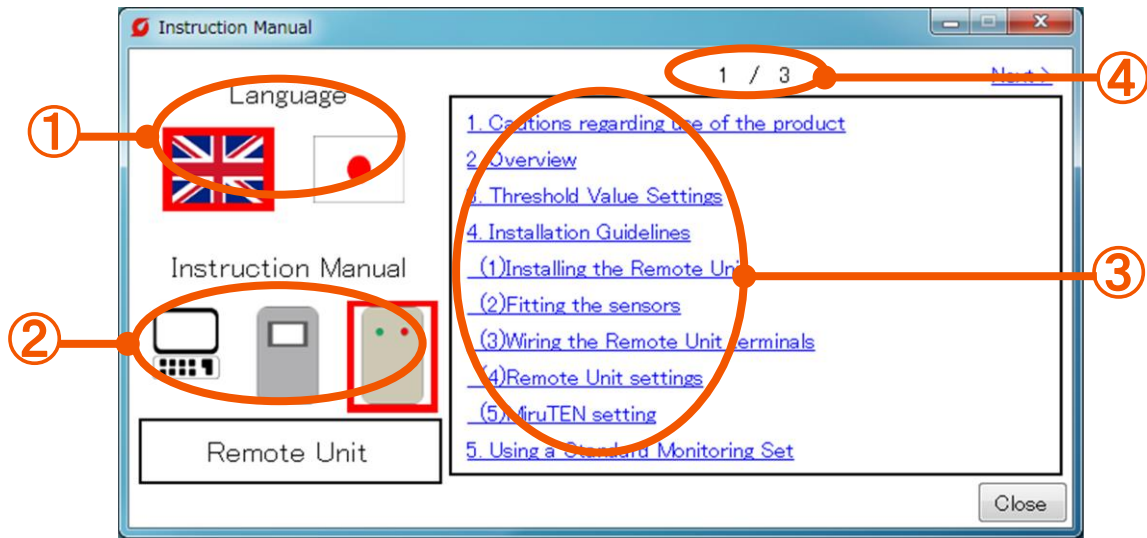 Instruction Manual
1 / 3
Next >
④
Language
①
1. Cautions regarding use of the product
2. Overview
3. Threshold Value Settings
4. Installation Guidelines
Instruction Manual
(1)Installing the Remote Unit
③
(2)Fitting the sensors
②
(3)Wiring the Remote Unit terminals
(4)Remote Unit settings
(5)MiruTEN setting
Remote Unit
5. Using a Standard Monitoring Set
Close